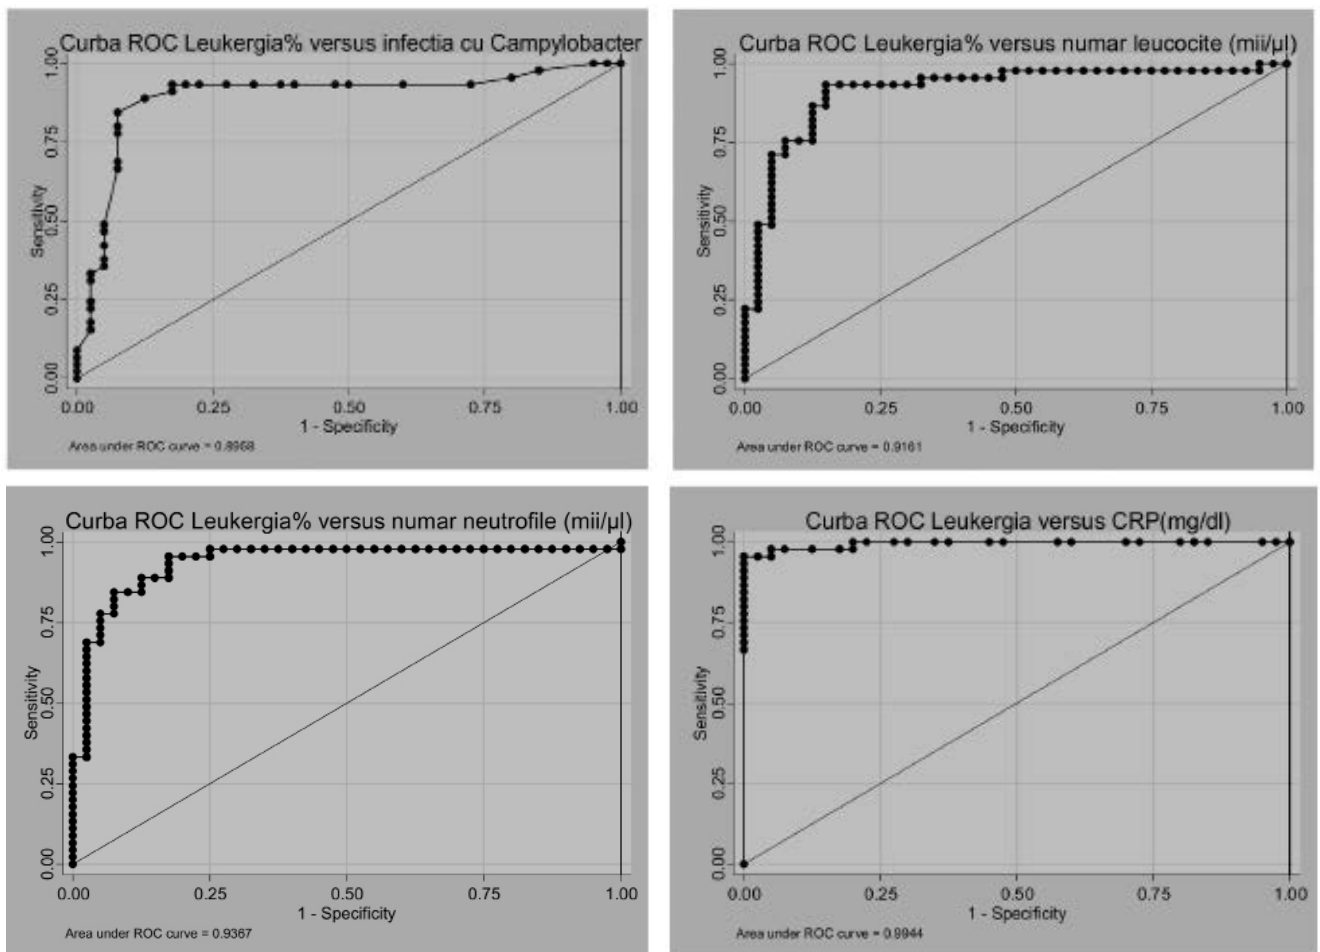 Curba ROC Leukergia% versus infectia cu Campylobacter
Sensitivity
1.00
0.75
0.50
0.25
0.00
0.00 0.25 0.50 0.75 1.00
1 - Specificity
Area under ROC curve = 0.8958
Curba ROC Leukergia% versus numar leucocite (mii/µl)
Sensitivity
1.00
0.75
0.50
0.25
0.00
0.00 0.25 0.50 0.75 1.00
1 - Specificity
Area under ROC curve = 0.9161
Curba ROC Leukergia% versus numar neutrofile (mii/µl)
Sensitivity
1.00
0.75
0.50
0.25
0.00
0.00 0.25 0.50 0.75 1.00
1 - Specificity
Area under ROC curve = 0.9367
Curba ROC Leukergia versus CRP(mg/dl)
Sensitivity
1.00
0.75
0.50
0.25
0.00
0.00 0.25 0.50 0.75 1.00
1 - Specificity
Area under ROC curve = 0.9944